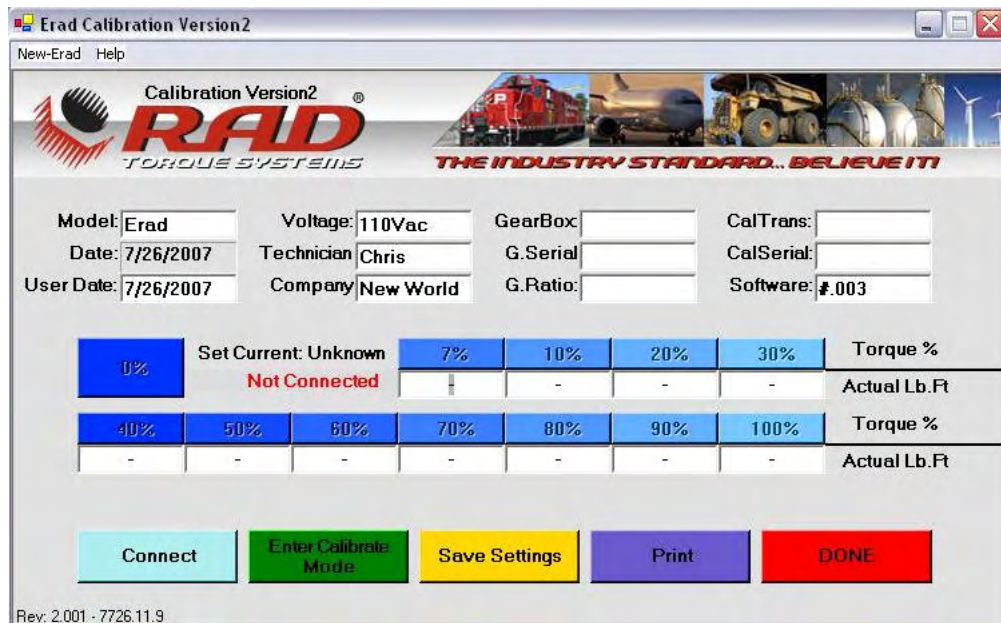 Erad Calibration Version2
New-Erad Help
Calibration Version2
RAD®
TORQUE SYSTEMS
THE INDUSTRY STANDARD... BELIEVE IT!
Model: Erad Voltage: 110Vac GearBox: CalTrans:
Date: 7/26/2007 Technician Chris G.Serial CalSerial:
User Date: 7/26/2007 Company New World G.Ratio: Software: #.003
0% Set Current: Unknown 7% 10% 20% 30% Torque %
Not Connected - - - - Actual Lb.Ft
40% 50% 60% 70% 80% 90% 100% Torque %
- - - - - - - Actual Lb.Ft
Connect Enter Calibrate Mode Save Settings Print DONE
Rev: 2.001 - 7726.11.9